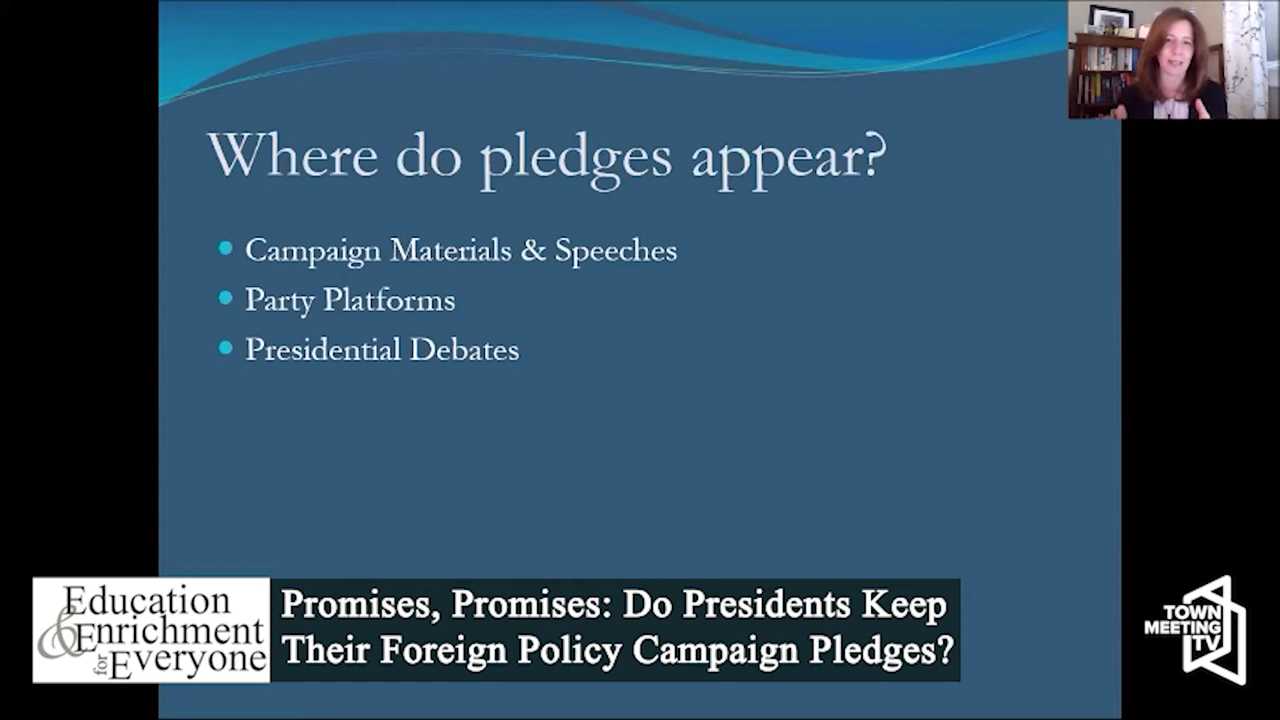 Where do pledges appear?
Campaign Materials & Speeches
Party Platforms
Presidential Debates
Education
& Enrichment
for Everyone
Promises, Promises: Do Presidents Keep
Their Foreign Policy Campaign Pledges?
TOWN
MEETING
TV